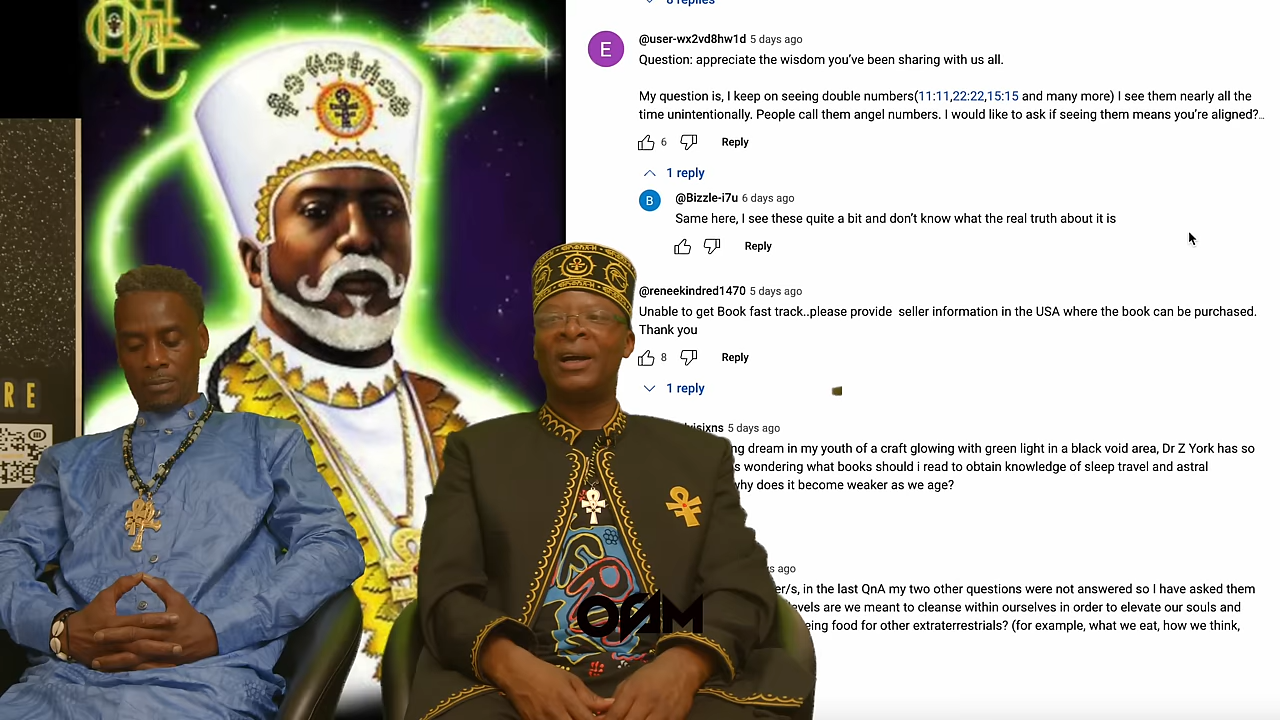 8 replies
E
@user-wx2vd8hw1d 5 days ago
Question: appreciate the wisdom you've been sharing with us all.
My question is, I keep on seeing double numbers(11:11,22:22,15:15 and many more) I see them nearly all the
time unintentionally. People call them angel numbers. I would like to ask if seeing them means you're aligned?..
6 Reply
1 reply
B
@Bizzle-i7u 6 days ago
Same here, I see these quite a bit and don't know what the real truth about it is
Reply
@reneekindred1470 5 days ago
Unable to get Book fast track..please provide seller information in the USA where the book can be purchased.
Thank you
8 Reply
1 reply
5 days ago
dream in my youth of a craft glowing with green light in a black void area, Dr Z York has so
wondering what books should i read to obtain knowledge of sleep travel and astral
why does it become weaker as we age?
ago
in the last QnA my two other questions were not answered so I have asked them
are we meant to cleanse within ourselves in order to elevate our souls and
food for other extraterrestrials? (for example, what we eat, how we think,
RE